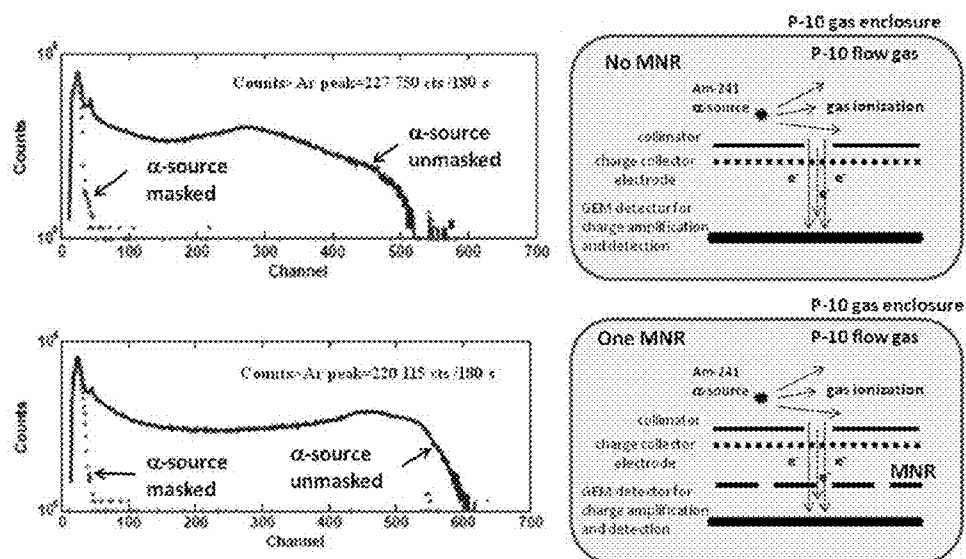 P-10 gas enclosure
Counts>Ar peak=227 750 cts/180 s
α-source
unmasked
α-source
masked
Counts
0 100 200 300 400 500 600 700
Channel
No MNR
P-10 flow gas
Am-241
α-source
gas ionization
collimator
charge collector
electrode
e⁻ e⁻
e⁻
GEM detector for
charge amplification
and detection
P-10 gas enclosure
Counts>Ar peak=220 115 cts/180 s
α-source
masked
α-source
unmasked
Counts
0 100 200 300 400 500 600 700
Channel
One MNR
P-10 flow gas
Am-241
α-source
gas ionization
collimator
charge collector
electrode
e⁻ e⁻
MNR
GEM detector for
charge amplification
and detection